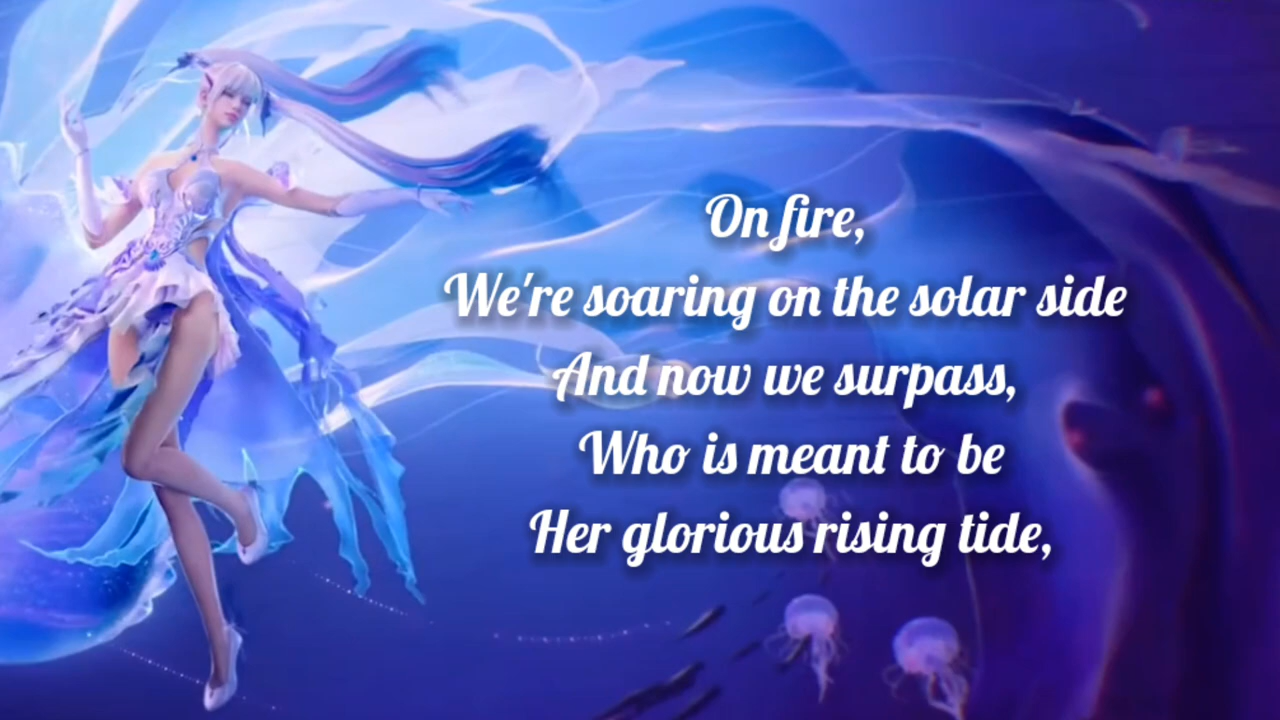 On fire,
We're soaring on the solar side
And now we surpass,
Who is meant to be
Her glorious rising tide,